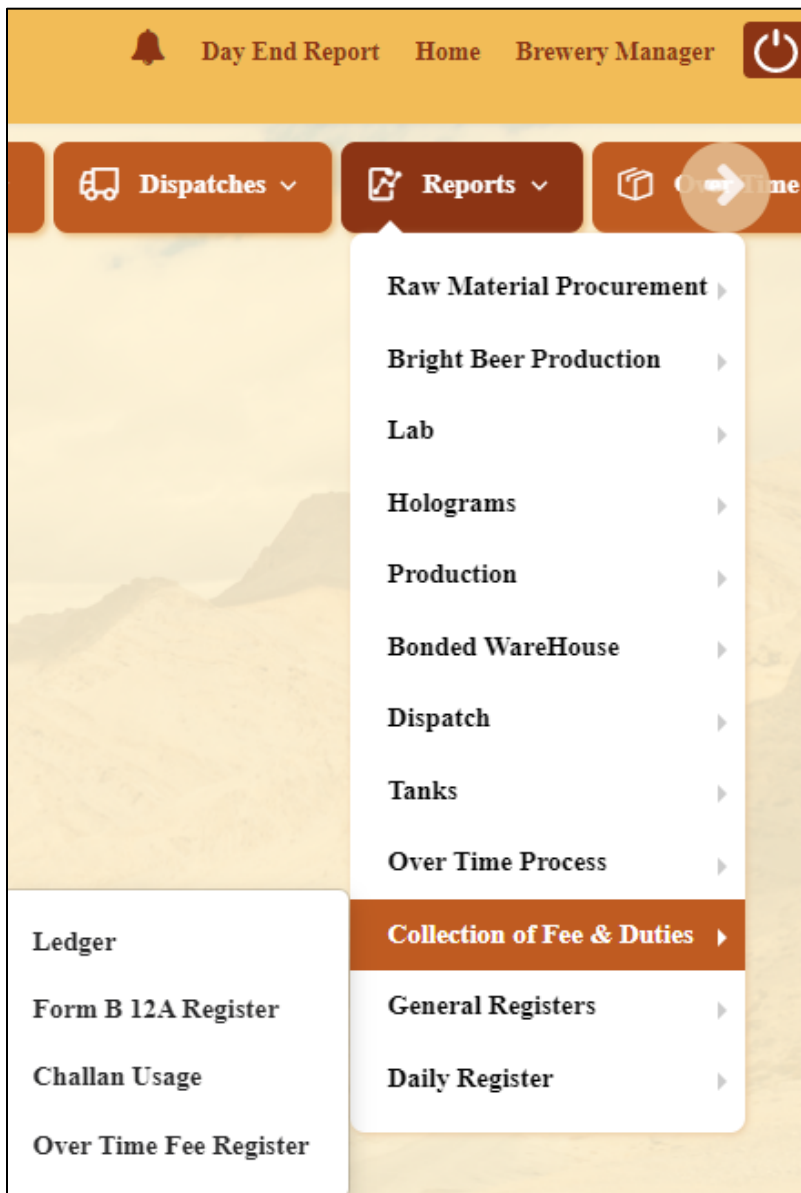 Day End Report Home Brewery Manager
Dispatches Reports Over Time
Raw Material Procurement
Bright Beer Production
Lab
Holograms
Production
Bonded WareHouse
Dispatch
Tanks
Over Time Process
Collection of Fee & Duties
General Registers
Daily Register
Ledger
Form B 12A Register
Challan Usage
Over Time Fee Register